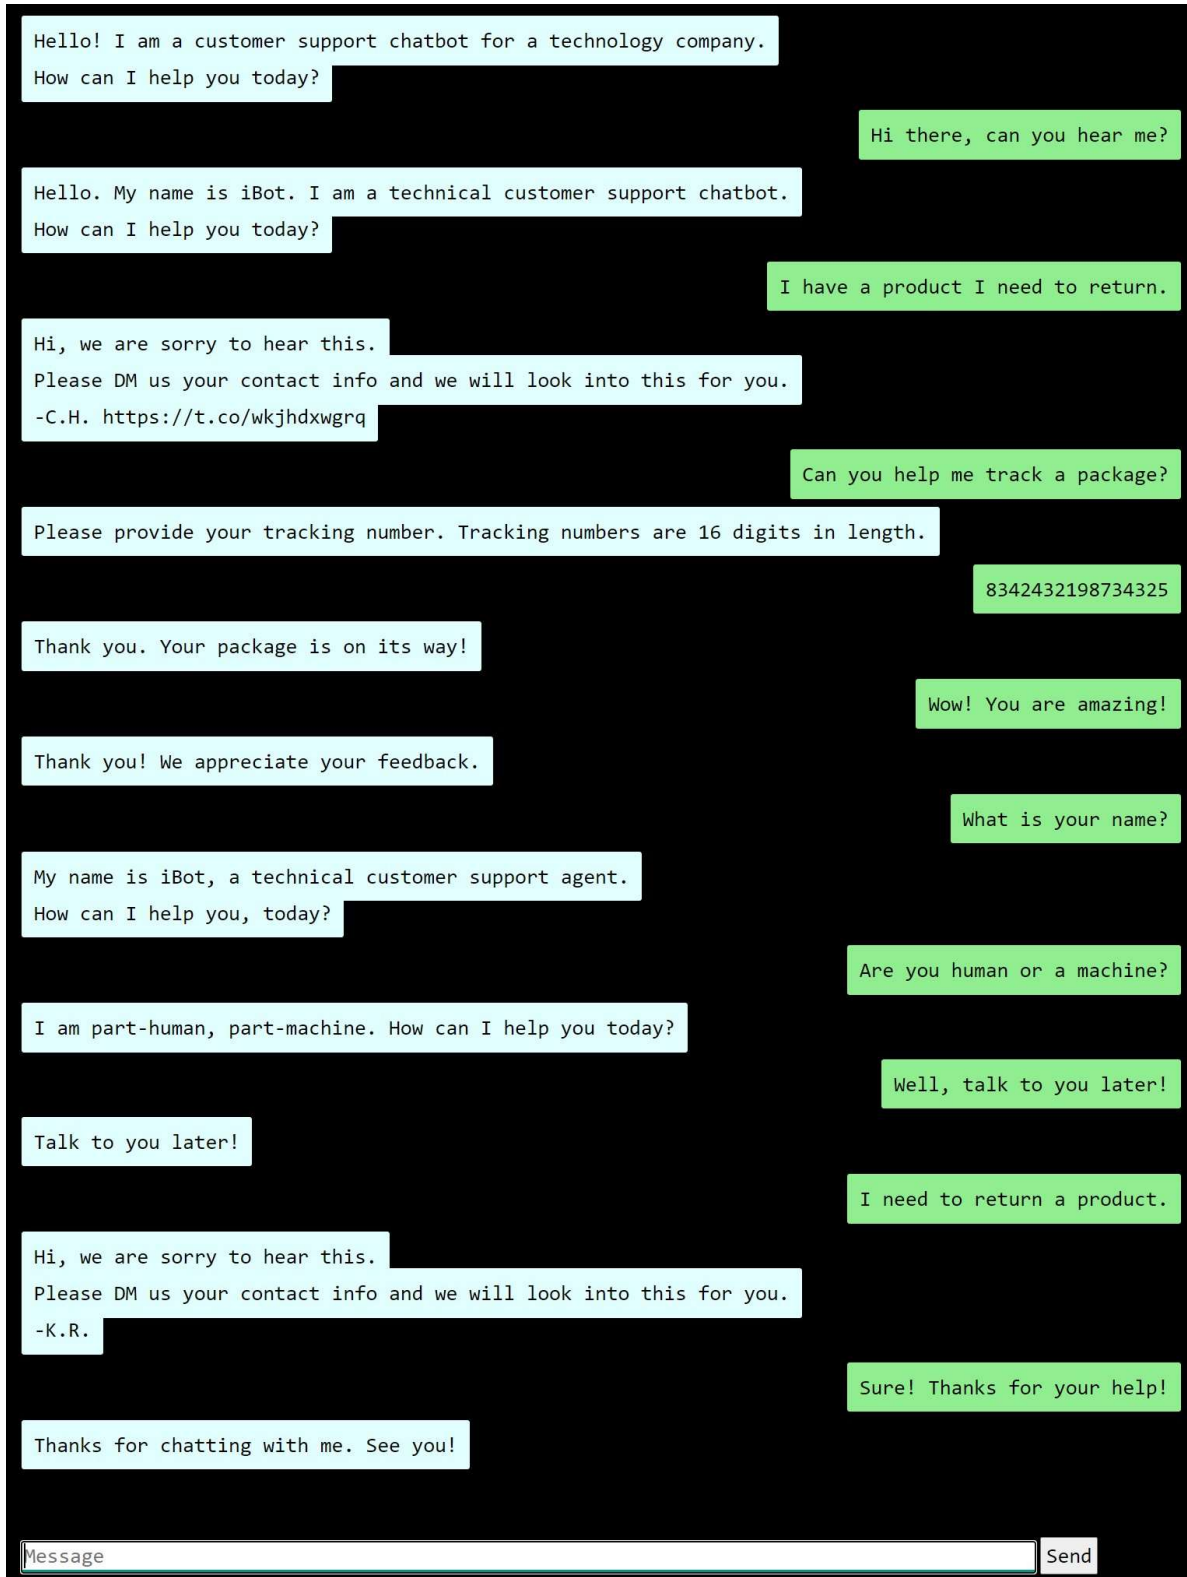 Hello! I am a customer support chatbot for a technology company.
How can I help you today?
Hi there, can you hear me?
Hello. My name is iBot. I am a technical customer support chatbot.
How can I help you today?
I have a product I need to return.
Hi, we are sorry to hear this.
Please DM us your contact info and we will look into this for you.
-C.H. https://t.co/wkjhdxwgrq
Can you help me track a package?
Please provide your tracking number. Tracking numbers are 16 digits in length.
8342432198734325
Thank you. Your package is on its way!
Wow! You are amazing!
Thank you! We appreciate your feedback.
What is your name?
My name is iBot, a technical customer support agent.
How can I help you, today?
Are you human or a machine?
I am part-human, part-machine. How can I help you today?
Well, talk to you later!
Talk to you later!
I need to return a product.
Hi, we are sorry to hear this.
Please DM us your contact info and we will look into this for you.
-K.R.
Sure! Thanks for your help!
Thanks for chatting with me. See you!
Message Send